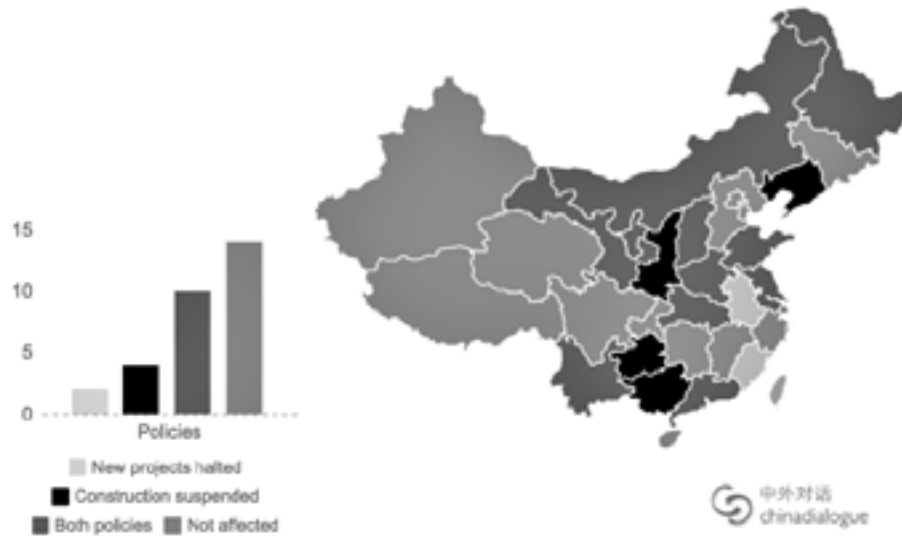 15
10
5
0
Policies
New projects halted
Construction suspended
Both policies Not affected
中外对话
chinadialogue